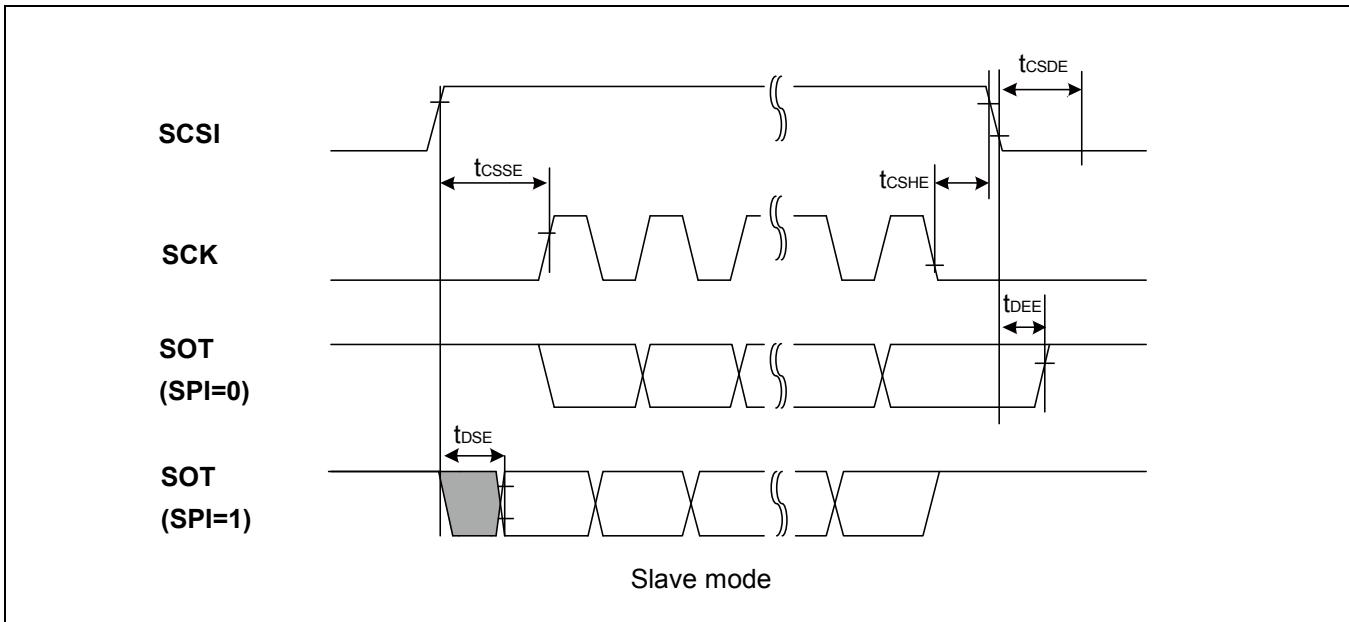 tCSDE
SCSI
tCSSE
tCSHE
SCK
tDEE
SOT
(SPI=0)
tDSE
SOT
(SPI=1)
Slave mode